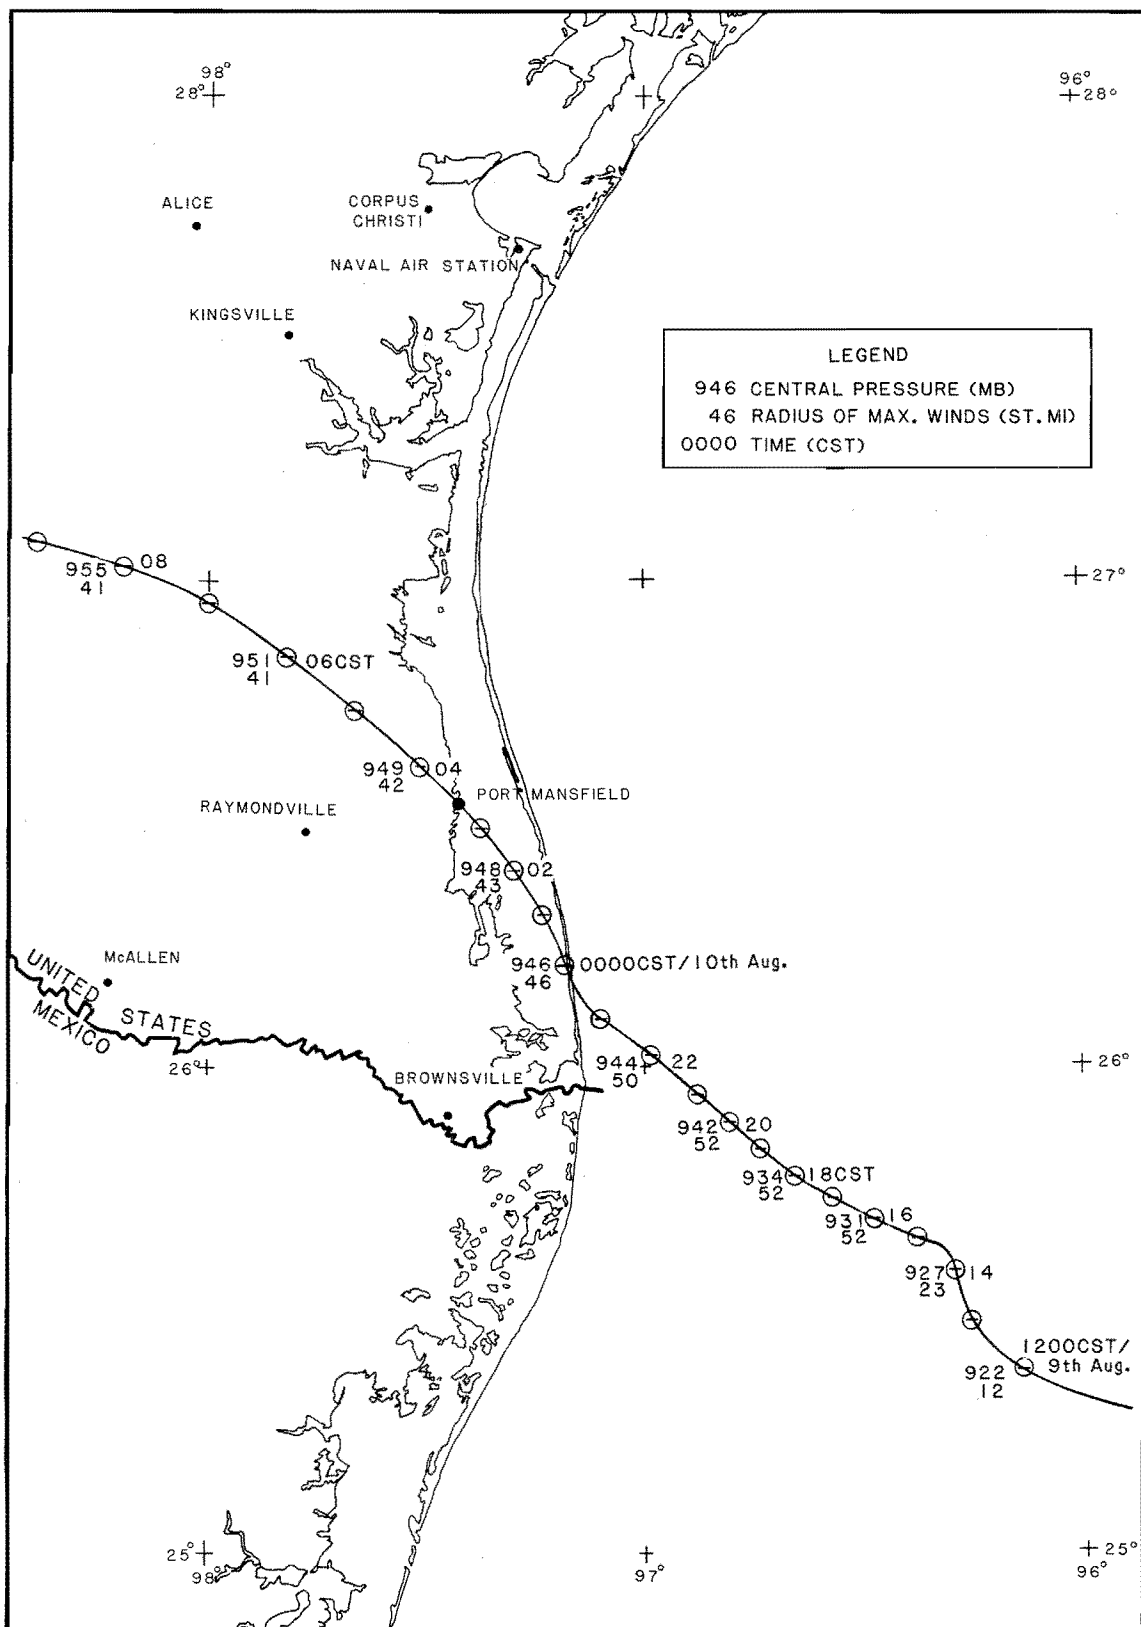 98°
28°
96°
28°
ALICE
CORPUS
CHRISTI
NAVAL AIR STATION
KINGSVILLE
LEGEND
946 CENTRAL PRESSURE (MB)
46 RADIUS OF MAX. WINDS (ST. MI)
0000 TIME (CST)
955 08
41
27°
951 06CST
41
949 04
42
PORT MANSFIELD
RAYMONDVILLE
948 02
43
McALLEN
946 0000CST/10th Aug.
46
UNITED STATES
MEXICO
944 22
50
26°
26°
BROWNSVILLE
942 20
52
934 18CST
52
931 16
52
927 14
23
1200CST/
9th Aug.
922
12
25°
98°
97°
25°
96°